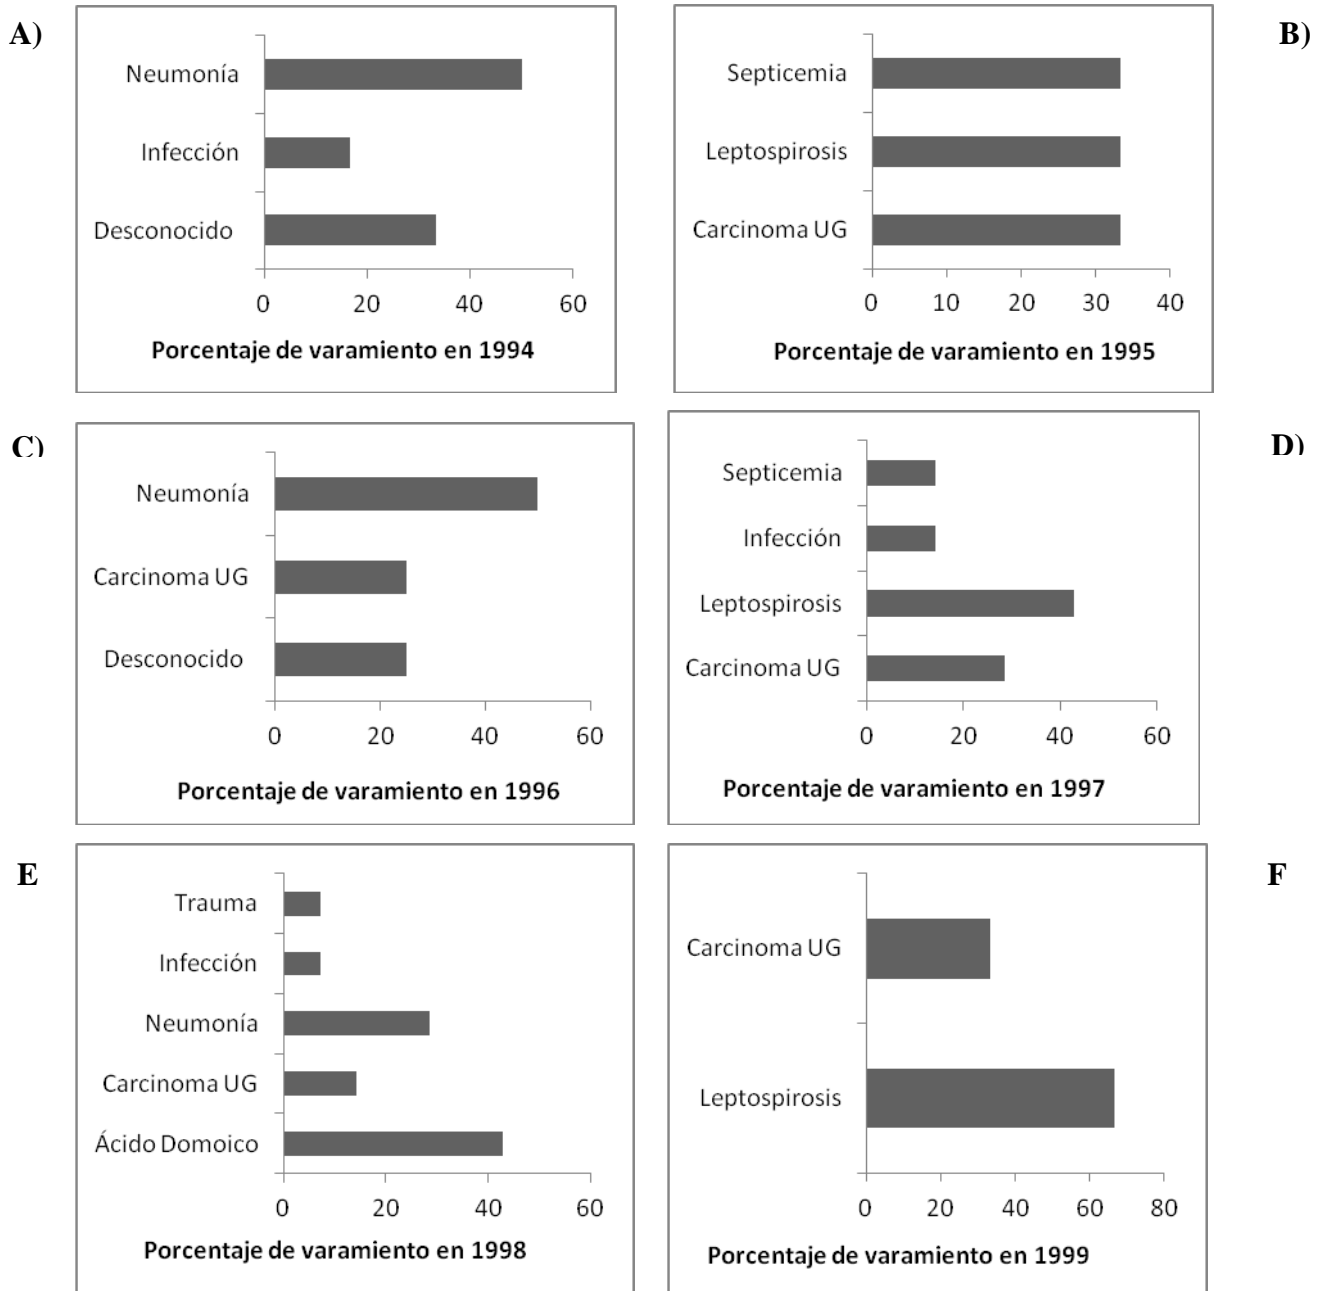 A)
Neumonía
Infección
Desconocido
0 20 40 60
Porcentaje de varamiento en 1994
B)
Septicemia
Leptospirosis
Carcinoma UG
0 10 20 30 40
Porcentaje de varamiento en 1995
C)
Neumonía
Carcinoma UG
Desconocido
0 20 40 60
Porcentaje de varamiento en 1996
D)
Septicemia
Infección
Leptospirosis
Carcinoma UG
0 20 40 60
Porcentaje de varamiento en 1997
E
Trauma
Infección
Neumonía
Carcinoma UG
Ácido Domoico
0 20 40 60
Porcentaje de varamiento en 1998
F
Carcinoma UG
Leptospirosis
0 20 40 60 80
Porcentaje de varamiento en 1999